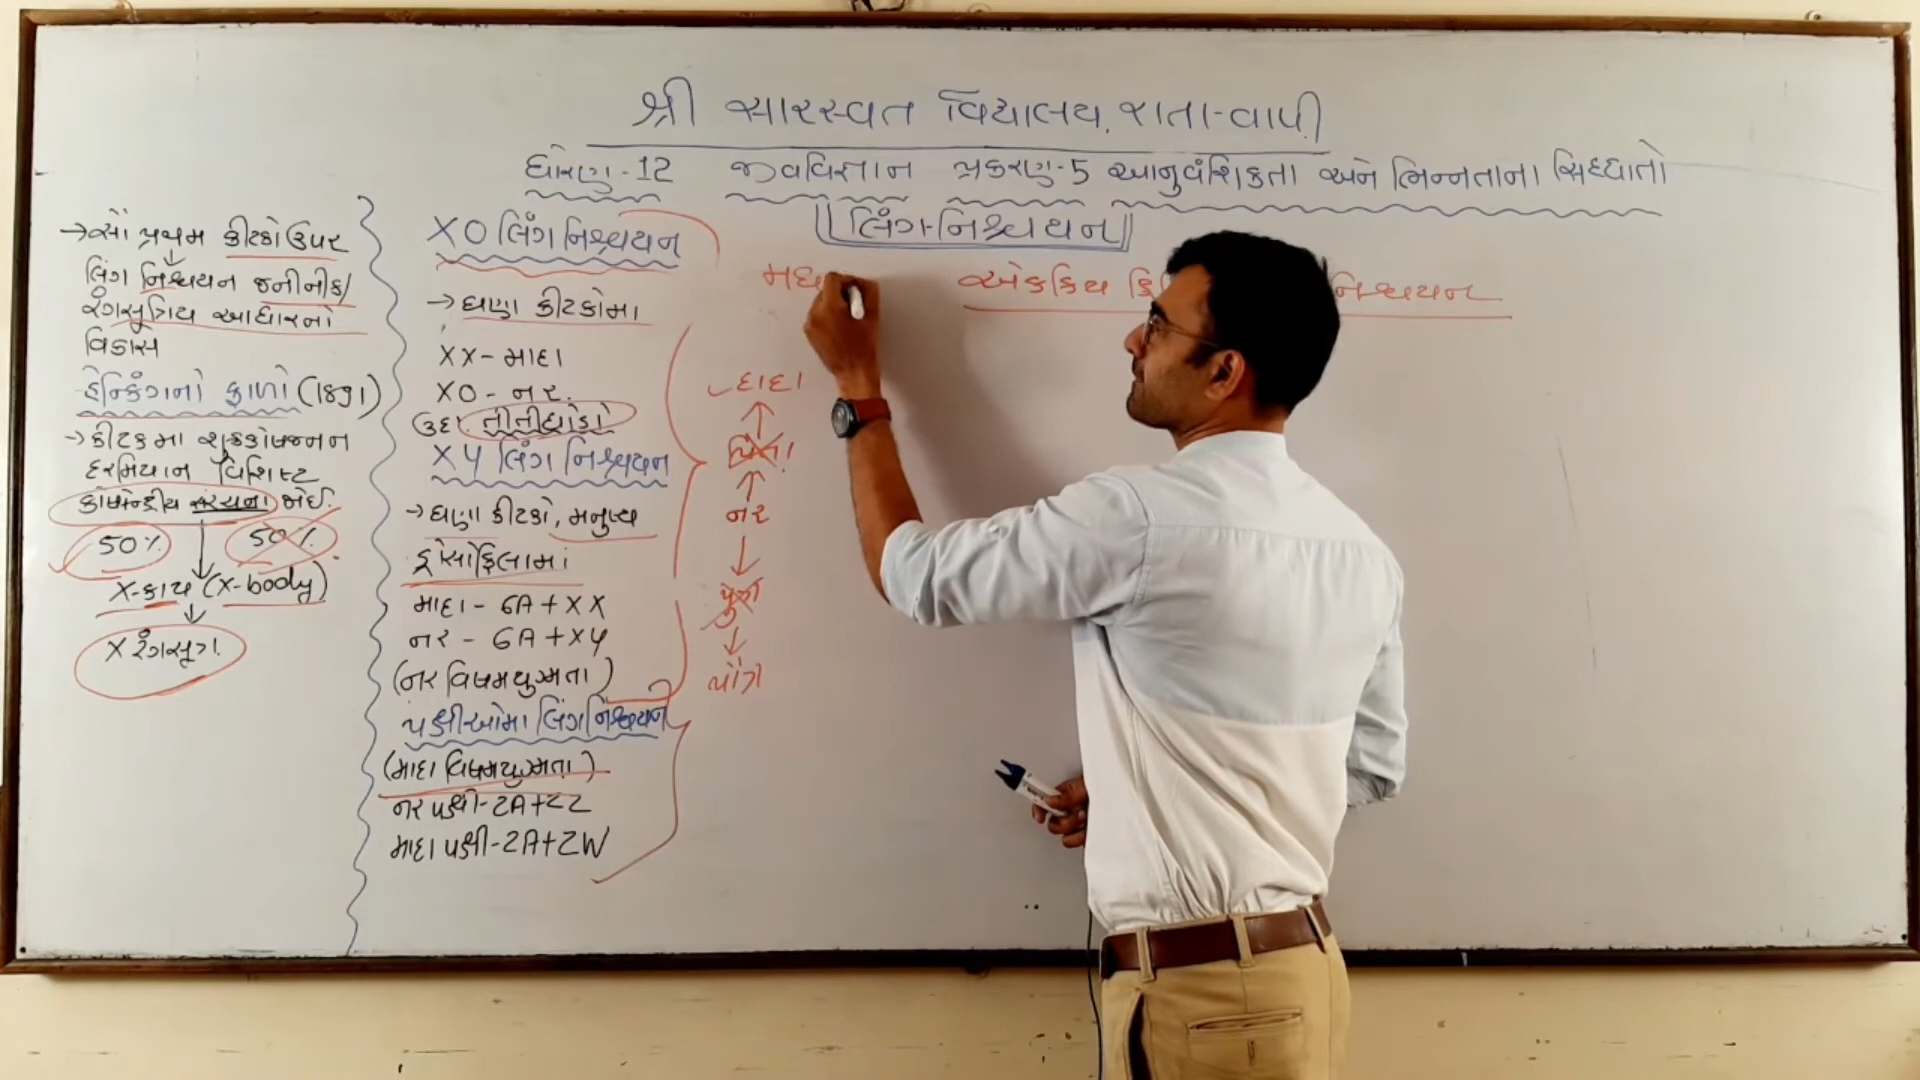 શ્રી સારસ્વત વિદ્યાલય, રાતા-વાપી
ધોરણ-12 જીવવિજ્ઞાન પ્રકરણ-5 આનુવંશિકતા અને ભિન્નતાના સિદ્ધાતો
લિંગ-નિશ્ચયન
→ સૌ પ્રથમ કીટકો ઉપર
લિંગ નિશ્ચયન જનીનીક/
રંગસૂત્રિય આધારનો
વિકાસ
હેન્કિંગનો ફાળો (1891)
→ કીટકમા શુક્રકોષજનન
દરમિયાન વિશિષ્ટ
કોષકેન્દ્રીય સંરચના જોઈ.
50% 50%
X-કાય (X-body)
X રંગસૂત્ર
XO લિંગ નિશ્ચયન
→ ઘણા કીટકોમા
XX - માદા
XO - નર.
ઉદા. તીતીઘોડો
XY લિંગ નિશ્ચયન
→ ઘણા કીટકો, મનુષ્ય
ડ્રોસોફિલામાં
માદા - 6A + XX
નર - 6A + XY
(નર વિષમયુગ્મતા)
પક્ષીઓમા લિંગ નિશ્ચયન
(માદા વિષમયુગ્મતા)
નર પક્ષી - 2A + ZZ
માદા પક્ષી - 2A + ZW
મધ
એકકિય નિશ્ચયન
દાદા
પિતા
નર
પુત્ર
પૌત્ર